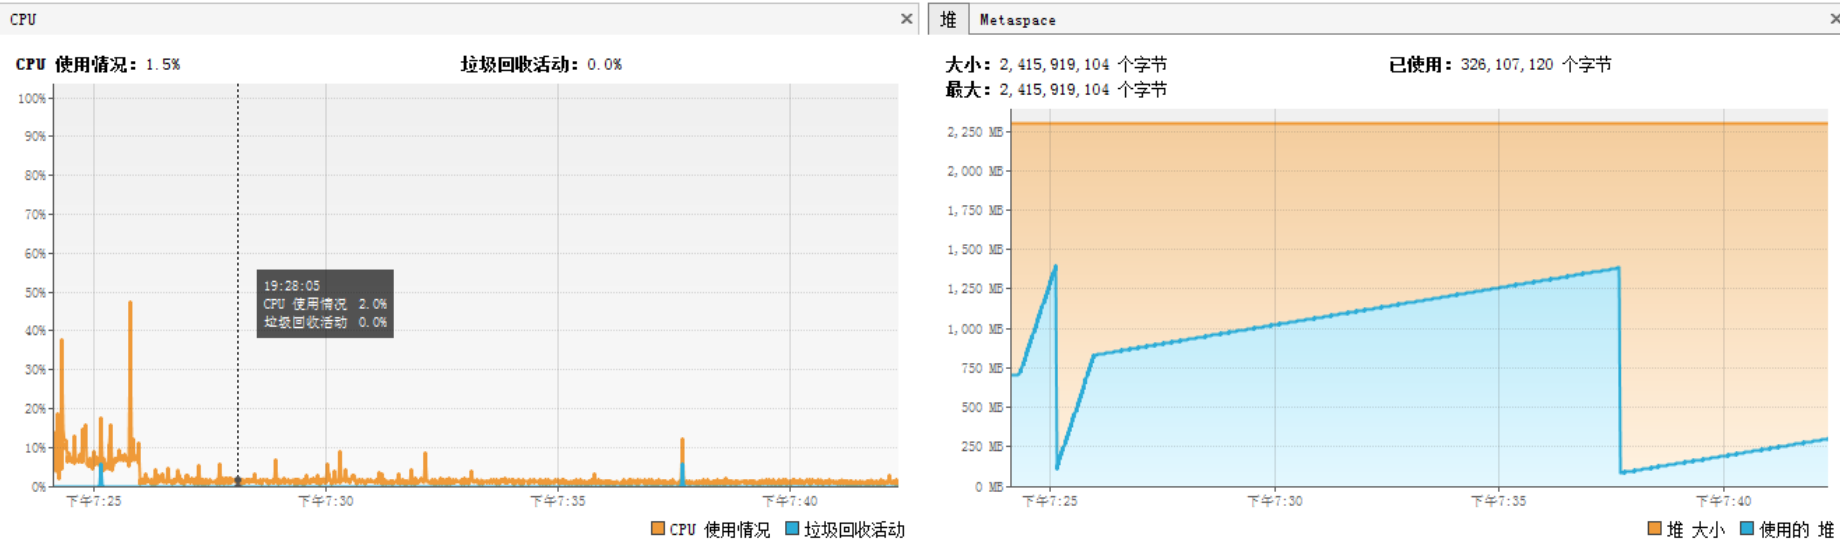 CPU
CPU 使用情况: 1.5%
垃圾回收活动: 0.0%
100%
90%
80%
70%
60%
50%
40%
30%
20%
10%
0%
19:28:05
CPU 使用情况 2.0%
垃圾回收活动 0.0%
下午7:25
下午7:30
下午7:35
下午7:40
CPU 使用情况
垃圾回收活动
堆
Metaspace
大小: 2,415,919,104 个字节
已使用: 326,107,120 个字节
最大: 2,415,919,104 个字节
2,250 MB
2,000 MB
1,750 MB
1,500 MB
1,250 MB
1,000 MB
750 MB
500 MB
250 MB
0 MB
下午7:25
下午7:30
下午7:35
下午7:40
堆 大小
使用的 堆